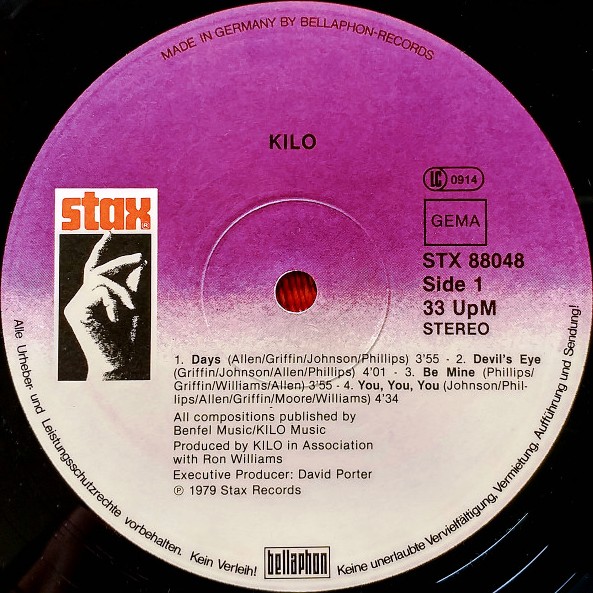 MADE IN GERMANY BY BELLAPHON-RECORDS
KILO
LC 0914
stax®
GEMA
STX 88048
Side 1
33 UpM
STEREO
1. Days (Allen/Griffin/Johnson/Phillips) 3'55 - 2. Devil's Eye
(Griffin/Johnson/Allen/Phillips) 4'01 - 3. Be Mine (Phillips/
Griffin/Williams/Allen) 3'55 - 4. You, You, You (Johnson/Phil-
lips/Allen/Griffin/Moore/Williams) 4'34
All compositions published by
Benfel Music/KILO Music
Produced by KILO in Association
with Ron Williams
Executive Producer: David Porter
℗ 1979 Stax Records
Alle Urheber- und Leistungsschutzrechte vorbehalten. Kein Verleih!
bellaphon
Keine unerlaubte Vervielfältigung, Vermietung, Aufführung und Sendung!